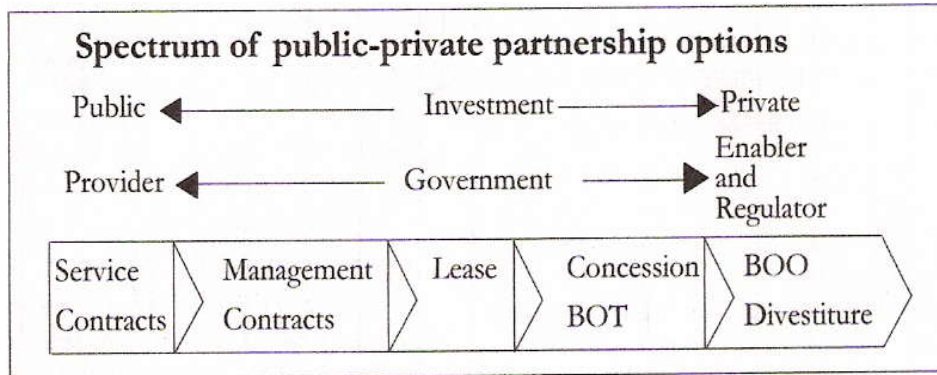 Spectrum of public-private partnership options
Public Investment Private
Provider Government Enabler and Regulator
Service Contracts
Management Contracts
Lease
Concession BOT
BOO Divestiture